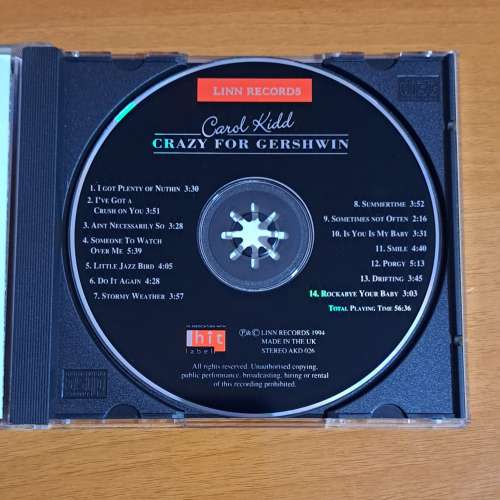 LINN RECORDS
Carol Kidd
CRAZY FOR GERSHWIN
1. I GOT PLENTY OF NUTHIN 3:30
2. I'VE GOT A
CRUSH ON YOU 3:51
3. AINT NECESSARILY SO 3:28
4. SOMEONE TO WATCH
OVER ME 5:39
5. LITTLE JAZZ BIRD 4:05
6. DO IT AGAIN 4:28
7. STORMY WEATHER 3:57
8. SUMMERTIME 3:52
9. SOMETIMES NOT OFTEN 2:16
10. IS YOU IS MY BABY 3:31
11. SMILE 4:40
12. PORGY 5:13
13. DRIFTING 3:45
14. ROCKABYE YOUR BABY 3:03
TOTAL PLAYING TIME 56:36
IN ASSOCIATION WITH
hit
label
℗&© LINN RECORDS 1994
MADE IN THE UK
STEREO AKD 026
All rights reserved. Unauthorised copying,
public performance, broadcasting, hiring or rental
of this recording prohibited.